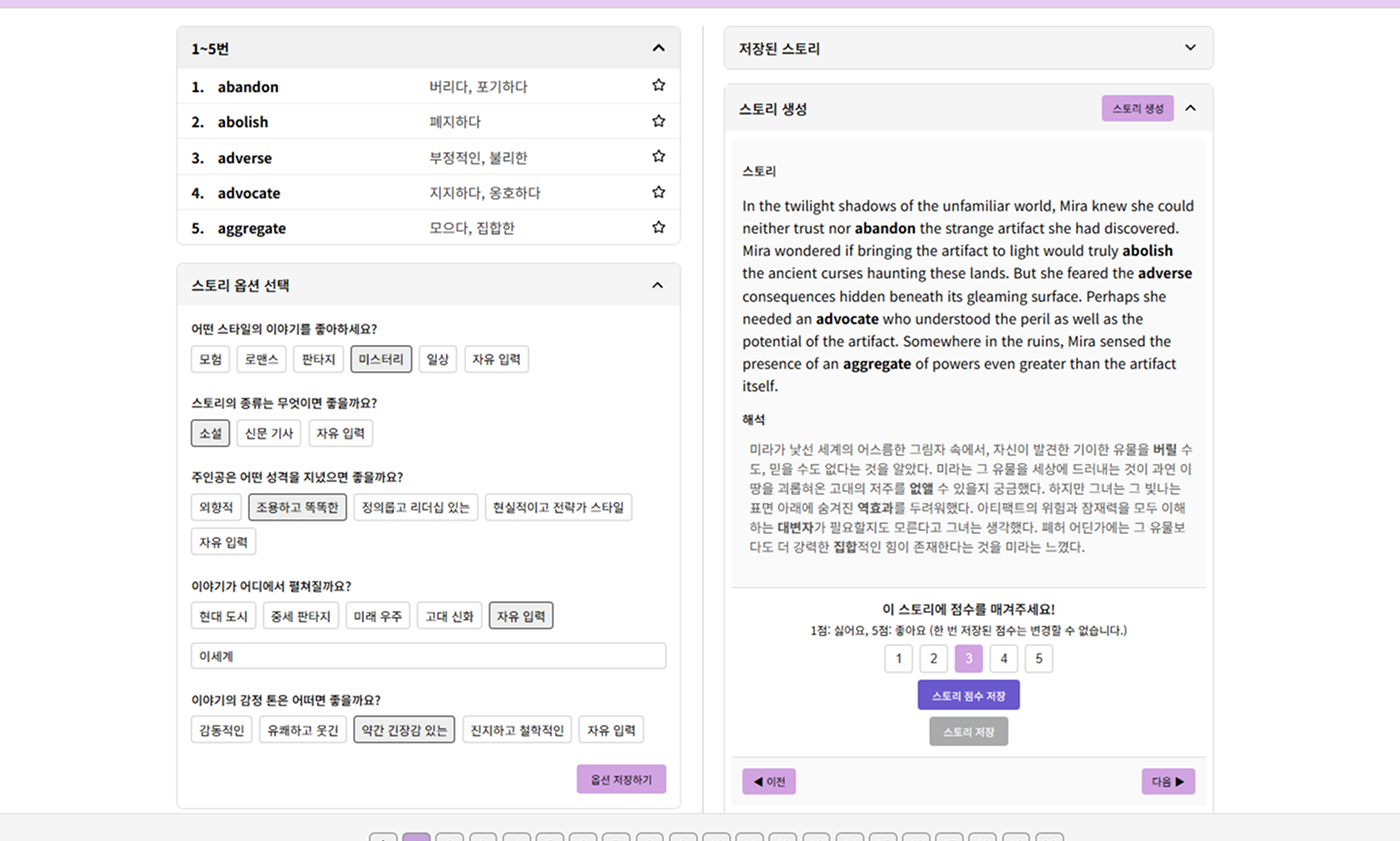 1~5번
1. abandon 버리다, 포기하다
2. abolish 폐지하다
3. adverse 부정적인, 불리한
4. advocate 지지하다, 옹호하다
5. aggregate 모으다, 집합한
스토리 옵션 선택
어떤 스타일의 이야기를 좋아하세요?
모험 로맨스 판타지 미스터리 일상 자유 입력
스토리의 종류는 무엇이면 좋을까요?
소설 신문 기사 자유 입력
주인공은 어떤 성격을 지녔으면 좋을까요?
외향적 조용하고 똑똑한 정의롭고 리더십 있는 현실적이고 전략가 스타일
자유 입력
이야기가 어디에서 펼쳐질까요?
현대 도시 중세 판타지 미래 우주 고대 신화 자유 입력
이세계
이야기의 감정 톤은 어떠면 좋을까요?
감동적인 유쾌하고 웃긴 약간 긴장감 있는 진지하고 철학적인 자유 입력
옵션 저장하기
저장된 스토리
스토리 생성 스토리 생성
스토리
In the twilight shadows of the unfamiliar world, Mira knew she could
neither trust nor abandon the strange artifact she had discovered.
Mira wondered if bringing the artifact to light would truly abolish
the ancient curses haunting these lands. But she feared the adverse
consequences hidden beneath its gleaming surface. Perhaps she
needed an advocate who understood the peril as well as the
potential of the artifact. Somewhere in the ruins, Mira sensed the
presence of an aggregate of powers even greater than the artifact
itself.
해석
미라가 낯선 세계의 어스름한 그림자 속에서, 자신이 발견한 기이한 유물을 버릴 수
도, 믿을 수도 없다는 것을 알았다. 미라는 그 유물을 세상에 드러내는 것이 과연 이
땅을 괴롭혀온 고대의 저주를 없앨 수 있을지 궁금했다. 하지만 그녀는 그 빛나는
표면 아래에 숨겨진 역효과를 두려워했다. 아티팩트의 위험과 잠재력을 모두 이해
하는 대변자가 필요할지도 모른다고 그녀는 생각했다. 폐허 어딘가에는 그 유물보
다도 더 강력한 집합적인 힘이 존재한다는 것을 미라는 느꼈다.
이 스토리에 점수를 매겨주세요!
1점: 싫어요, 5점: 좋아요 (한 번 저장된 점수는 변경할 수 없습니다.)
1 2 3 4 5
스토리 점수 저장
스토리 저장
◀ 이전 다음 ▶